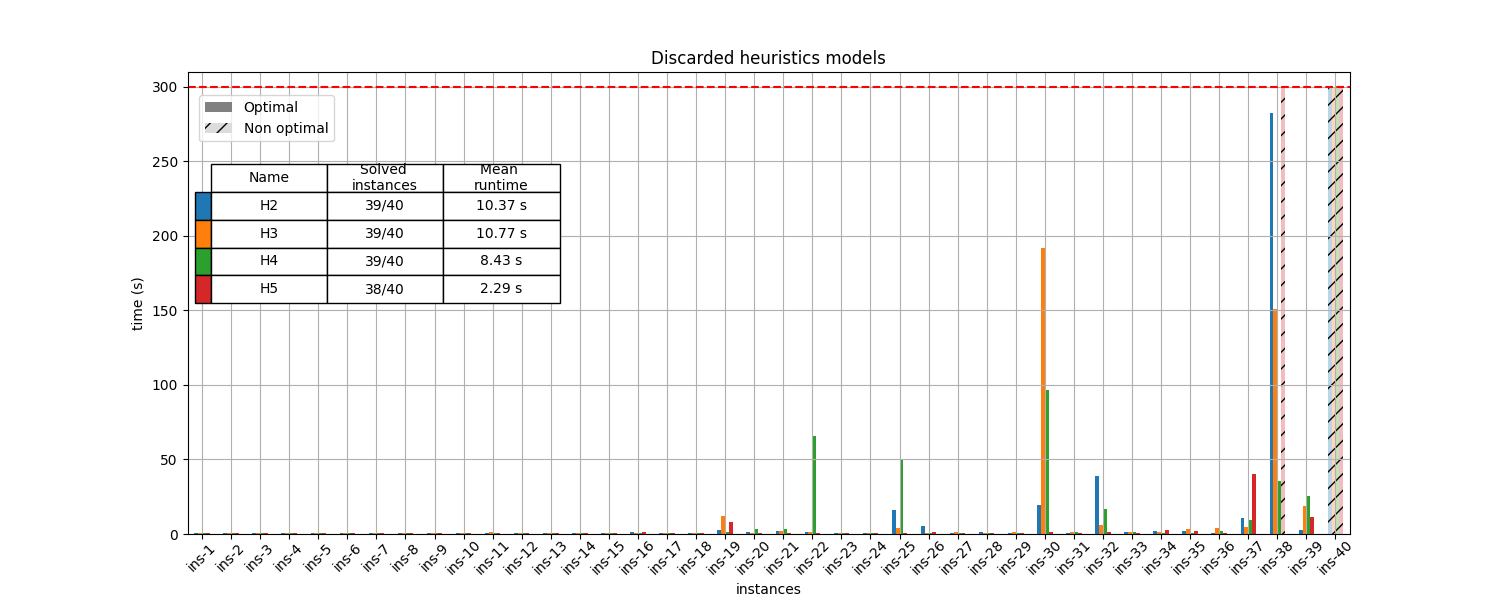 Discarded heuristics models
300
250
200
150
100
50
0
time (s)
Optimal
Non optimal
Name Solved instances Mean runtime
H2 39/40 10.37 s
H3 39/40 10.77 s
H4 39/40 8.43 s
H5 38/40 2.29 s
ins-1 ins-2 ins-3 ins-4 ins-5 ins-6 ins-7 ins-8 ins-9 ins-10 ins-11 ins-12 ins-13 ins-14 ins-15 ins-16 ins-17 ins-18 ins-19 ins-20 ins-21 ins-22 ins-23 ins-24 ins-25 ins-26 ins-27 ins-28 ins-29 ins-30 ins-31 ins-32 ins-33 ins-34 ins-35 ins-36 ins-37 ins-38 ins-39 ins-40
instances